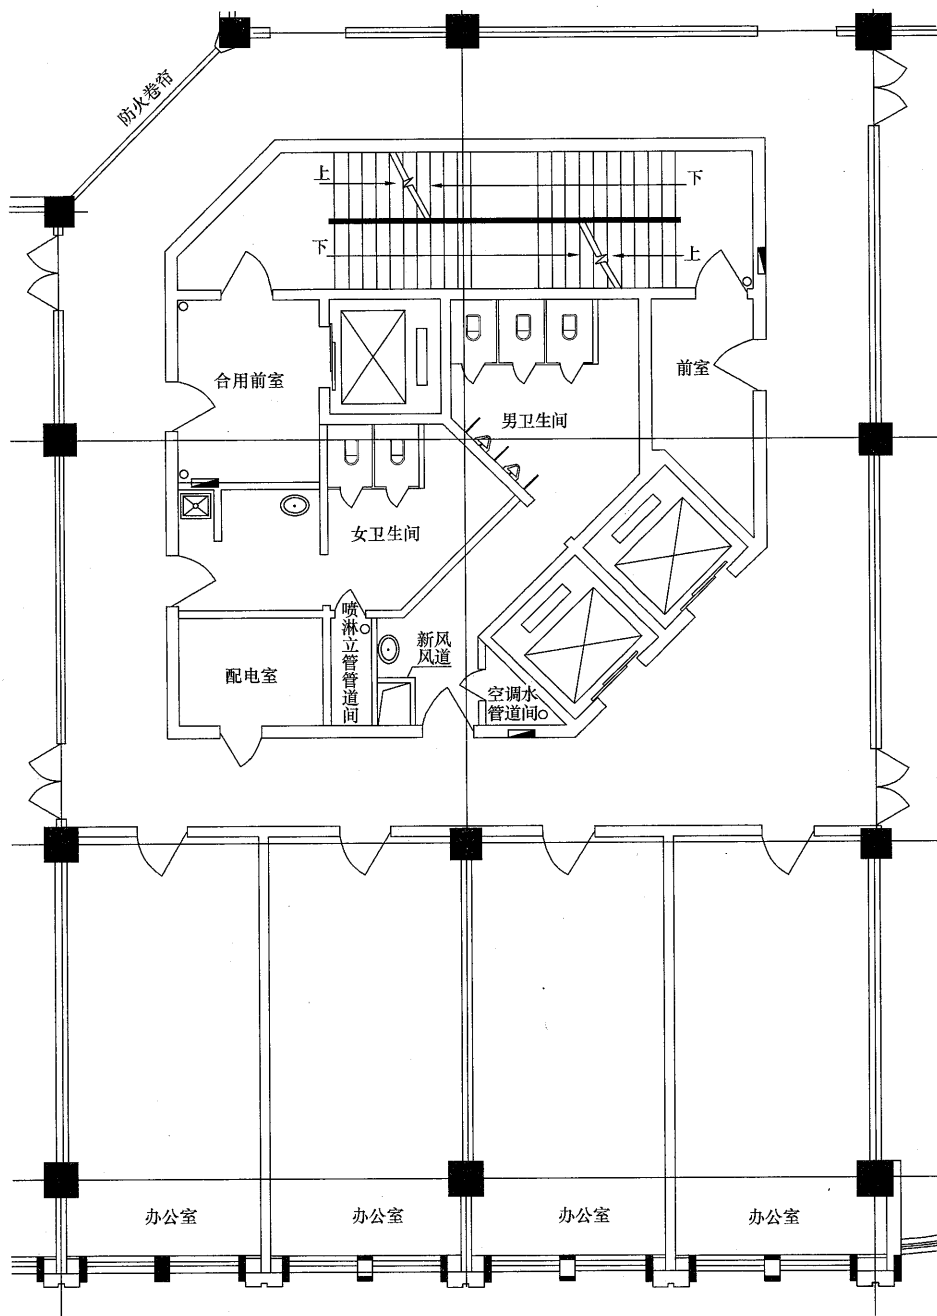 防火卷帘
上
下
下
上
合用前室
前室
男卫生间
女卫生间
喷淋立管管道间
新风
风道
配电室
空调水
管道间
办公室
办公室
办公室
办公室